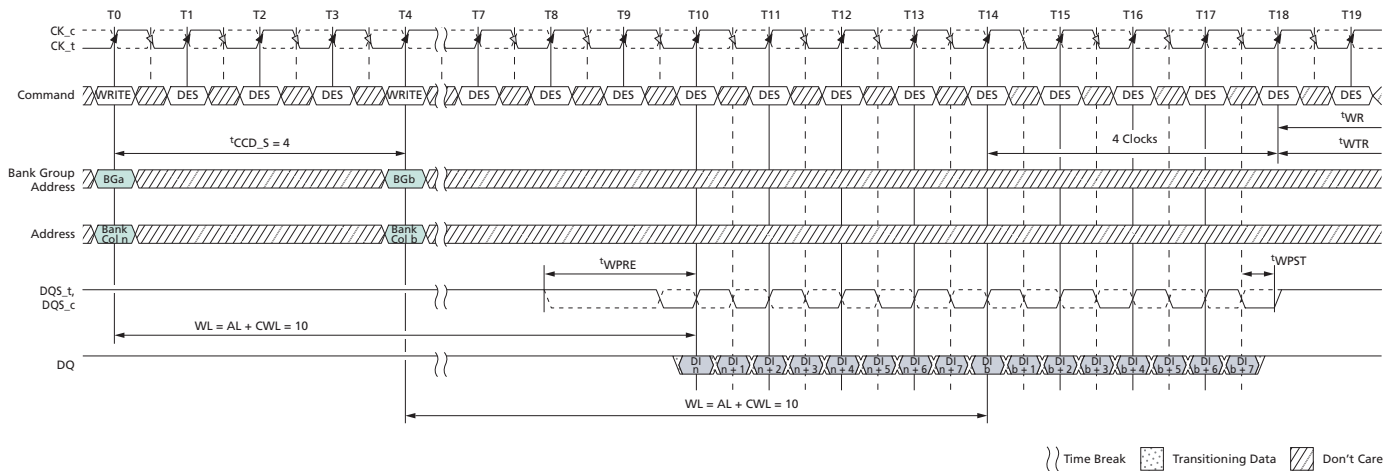 T0 T1 T2 T3 T4 T7 T8 T9 T10 T11 T12 T13 T14 T15 T16 T17 T18 T19
CK_c
CK_t
Command WRITE DES DES DES WRITE DES DES DES DES DES DES DES DES DES DES DES DES DES
tWR
tCCD_S = 4 4 Clocks tWTR
Bank Group
Address
BGa BGb
Address
Bank
Col n
Bank
Col b
tWPRE tWPST
DQS_t,
DQS_c
WL = AL + CWL = 10
DQ
DI
n
DI
n + 1
DI
n + 2
DI
n + 3
DI
n + 4
DI
n + 5
DI
n + 6
DI
n + 7
DI
b
DI
b + 1
DI
b + 2
DI
b + 3
DI
b + 4
DI
b + 5
DI
b + 6
DI
b + 7
WL = AL + CWL = 10
Time Break Transitioning Data Don't Care